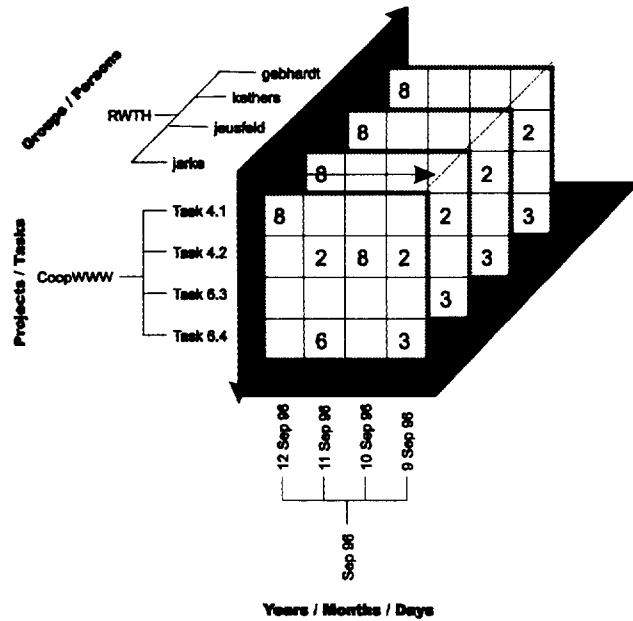 Groups / Persons
gebhardt
kethers
RWTH
jeusfeld
jarke
8
8 2
8 2 3
8 2 3
2 8 2 3
6 3
Projects / Tasks
CoopWWW
Task 4.1
Task 4.2
Task 6.3
Task 6.4
12 Sep 96
11 Sep 96
10 Sep 96
9 Sep 96
Sep 96
Years / Months / Days